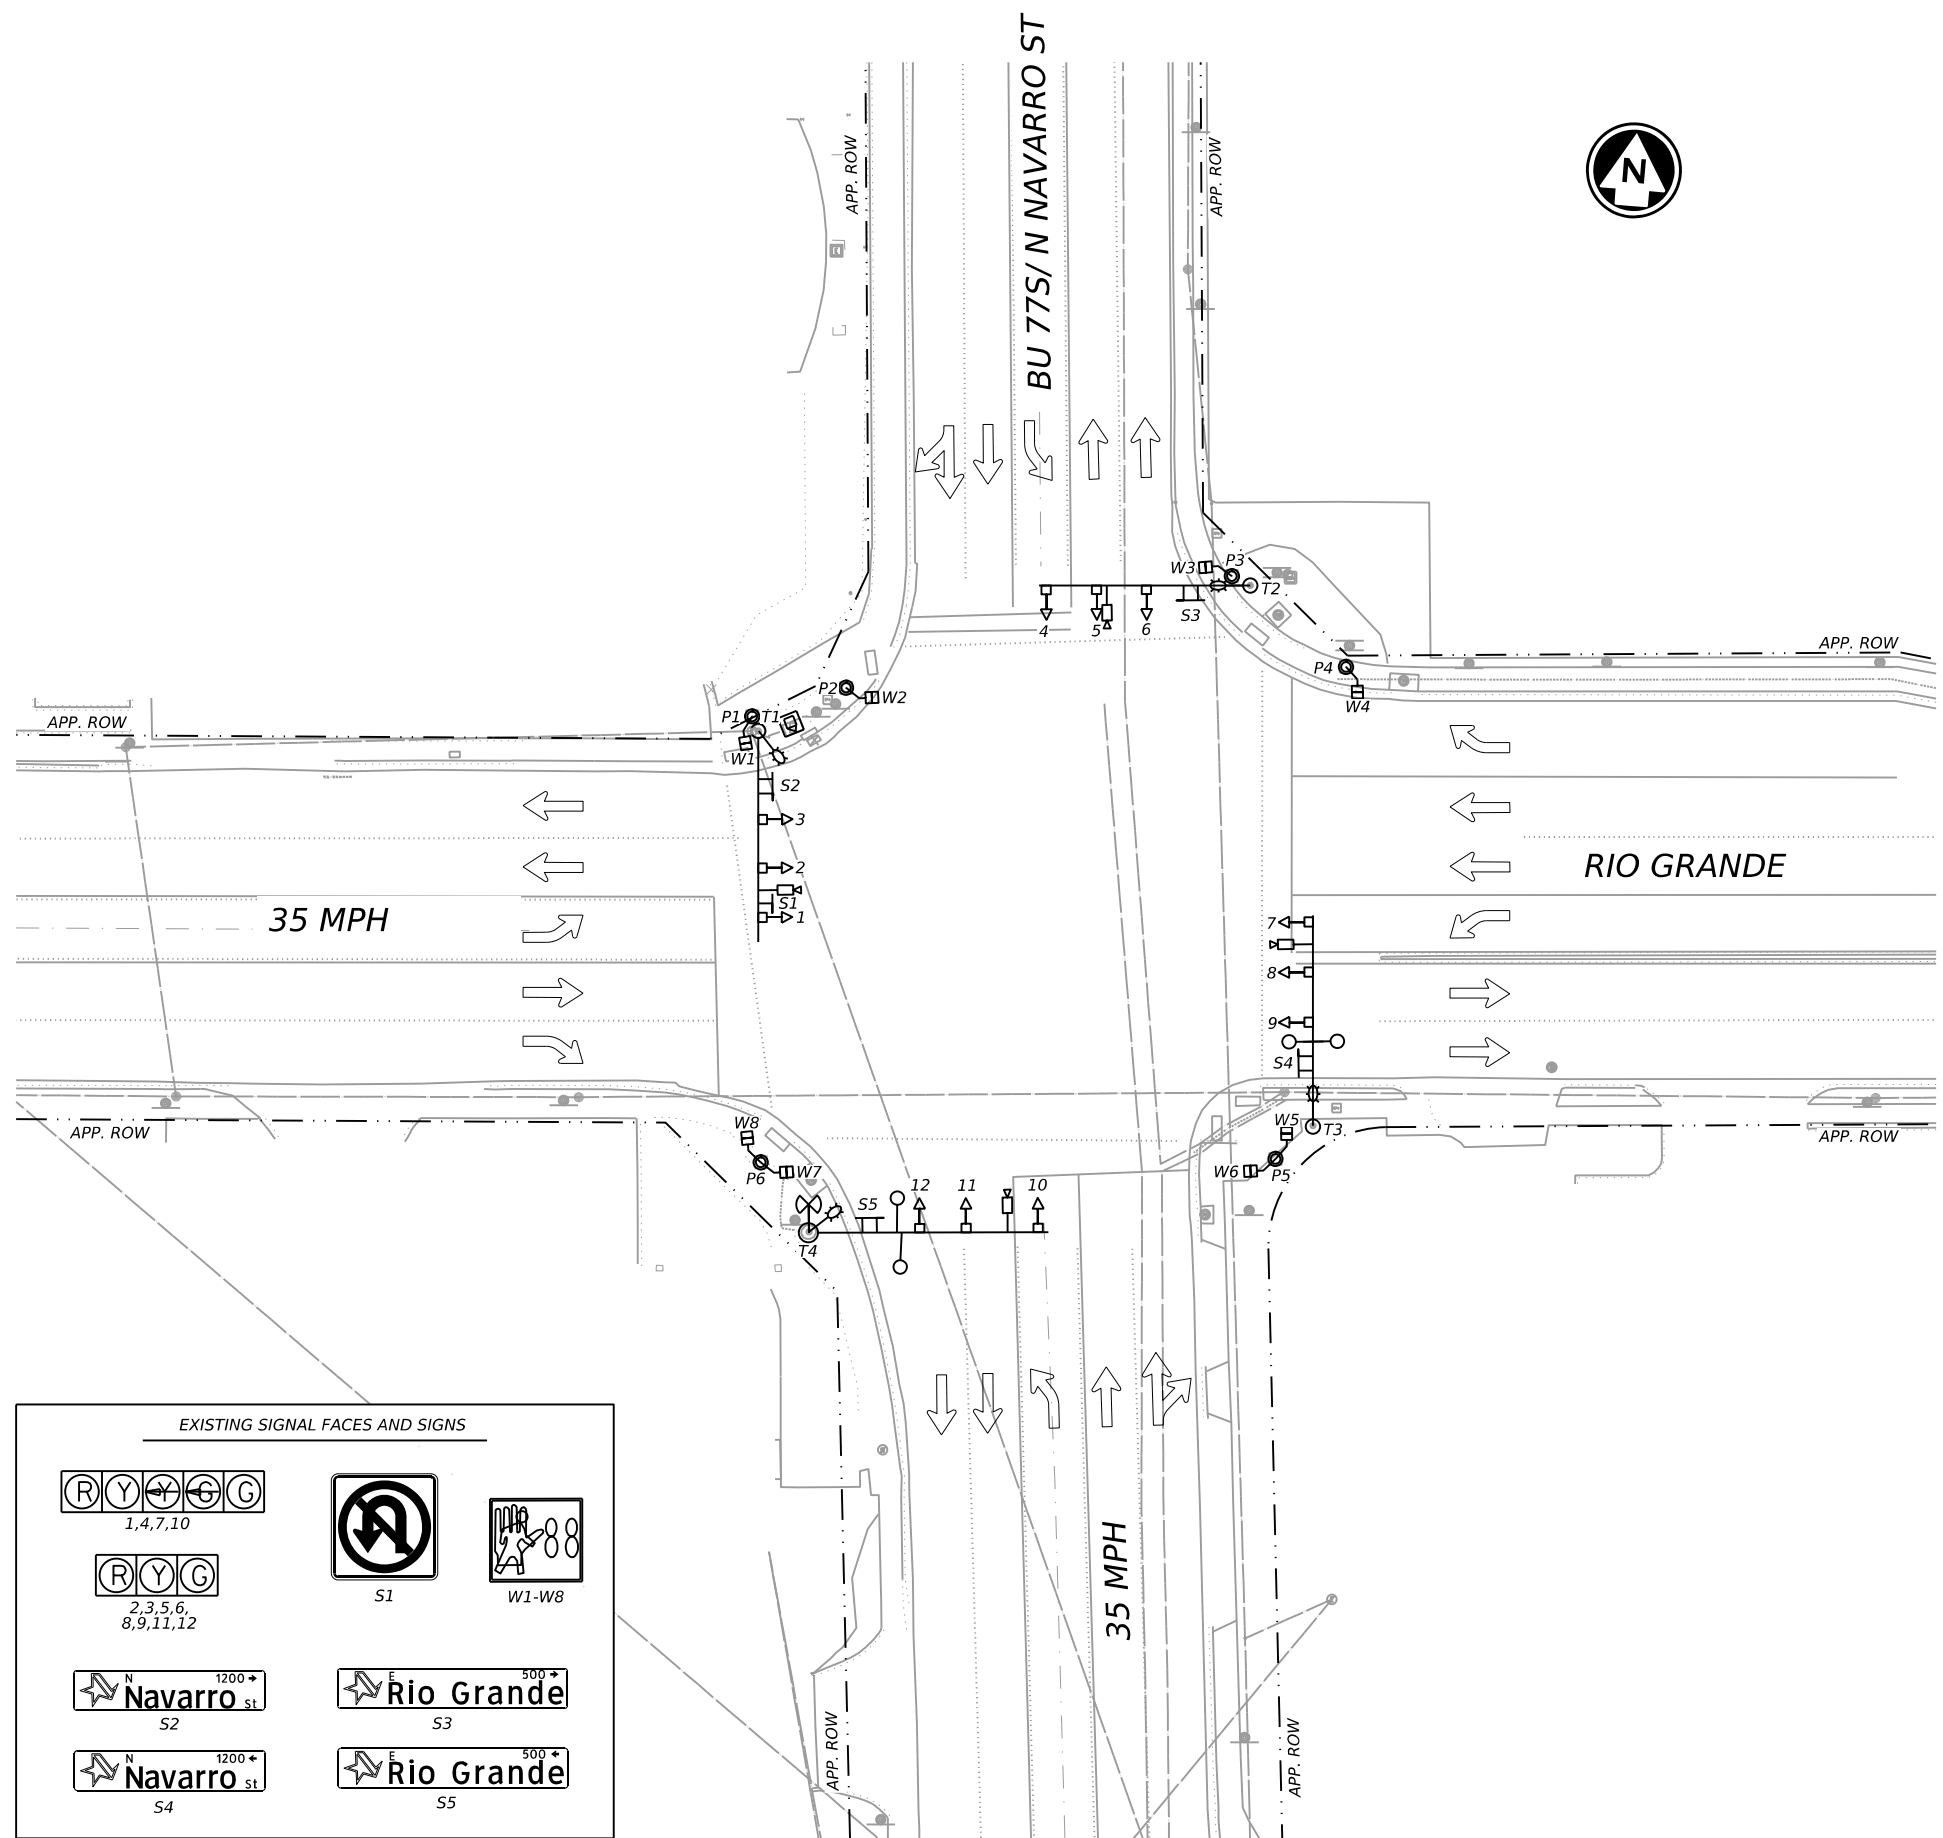 BU 77S/ N NAVARRO ST
APP. ROW
APP. ROW
N
P3
W3
T2
4
5
6
S3
APP. ROW
P4
W4
P2
W2
P1
T1
W1
APP. ROW
S2
3
2
S1
1
35 MPH
RIO GRANDE
7
8
9
S4
APP. ROW
W8
P6
W7
T4
S5
12
11
10
W5
T3
W6
P5
APP. ROW
EXISTING SIGNAL FACES AND SIGNS
R Y Y G G
1,4,7,10
R Y G
2,3,5,6,
8,9,11,12
S1
W1-W8
N
1200
Navarro St
S2
E
500
Rio Grande
S3
N
1200
Navarro St
S4
E
500
Rio Grande
S5
35 MPH
APP. ROW
APP. ROW